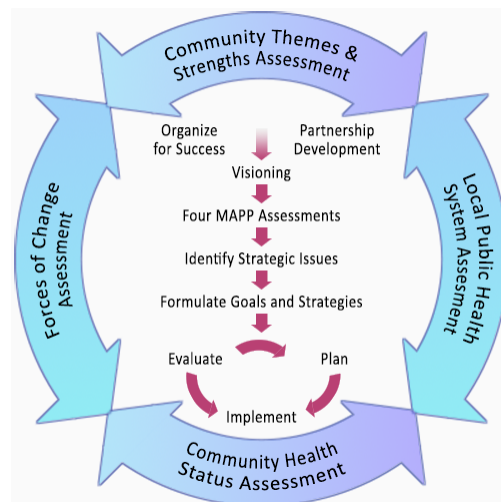 Community Themes &
Strengths Assessment
Organize
for Success
Partnership
Development
Visioning
Four MAPP Assessments
Identify Strategic Issues
Formulate Goals and Strategies
Evaluate
Plan
Implement
Forces of Change
Assessment
Local Public Health
System Assessment
Community Health
Status Assessment